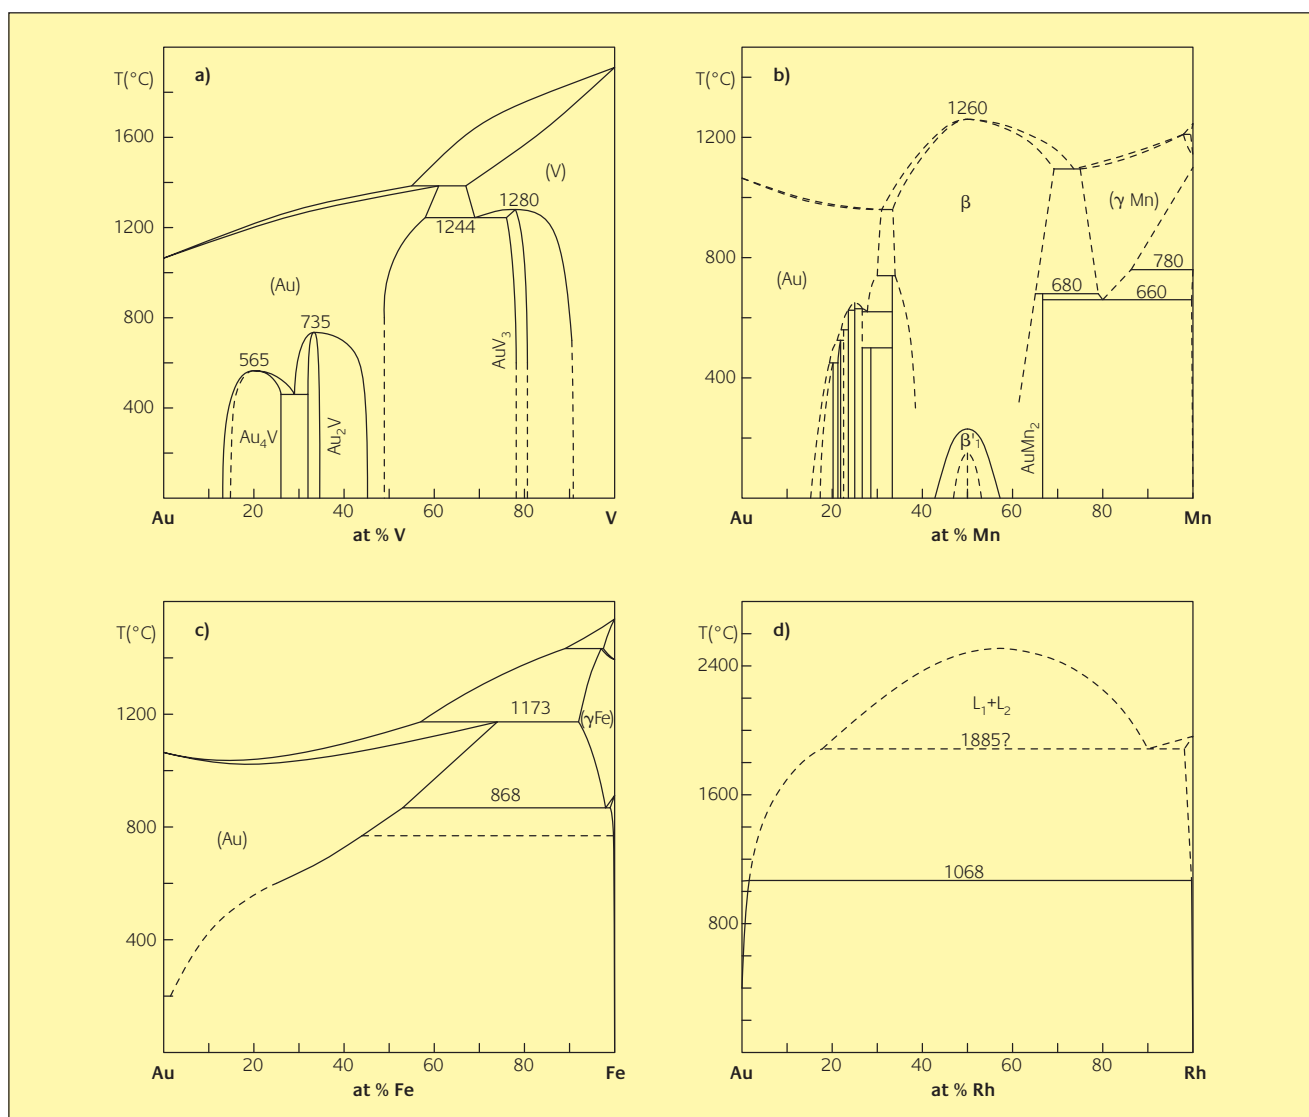 a)
T(°C)
1600
1200
800
400
(V)
1280
1244
(Au)
735
565
Au₄V
Au₂V
AuV₃
Au 20 40 60 80 V
at % V
b)
T(°C)
1200
800
400
1260
β
(γ Mn)
(Au)
780
680
660
β'₁
AuMn₂
Au 20 40 60 80 Mn
at % Mn
c)
T(°C)
1200
800
400
1173
(γFe)
868
(Au)
Au 20 40 60 80 Fe
at % Fe
d)
T(°C)
2400
1600
800
L₁+L₂
1885?
1068
Au 20 40 60 80 Rh
at % Rh